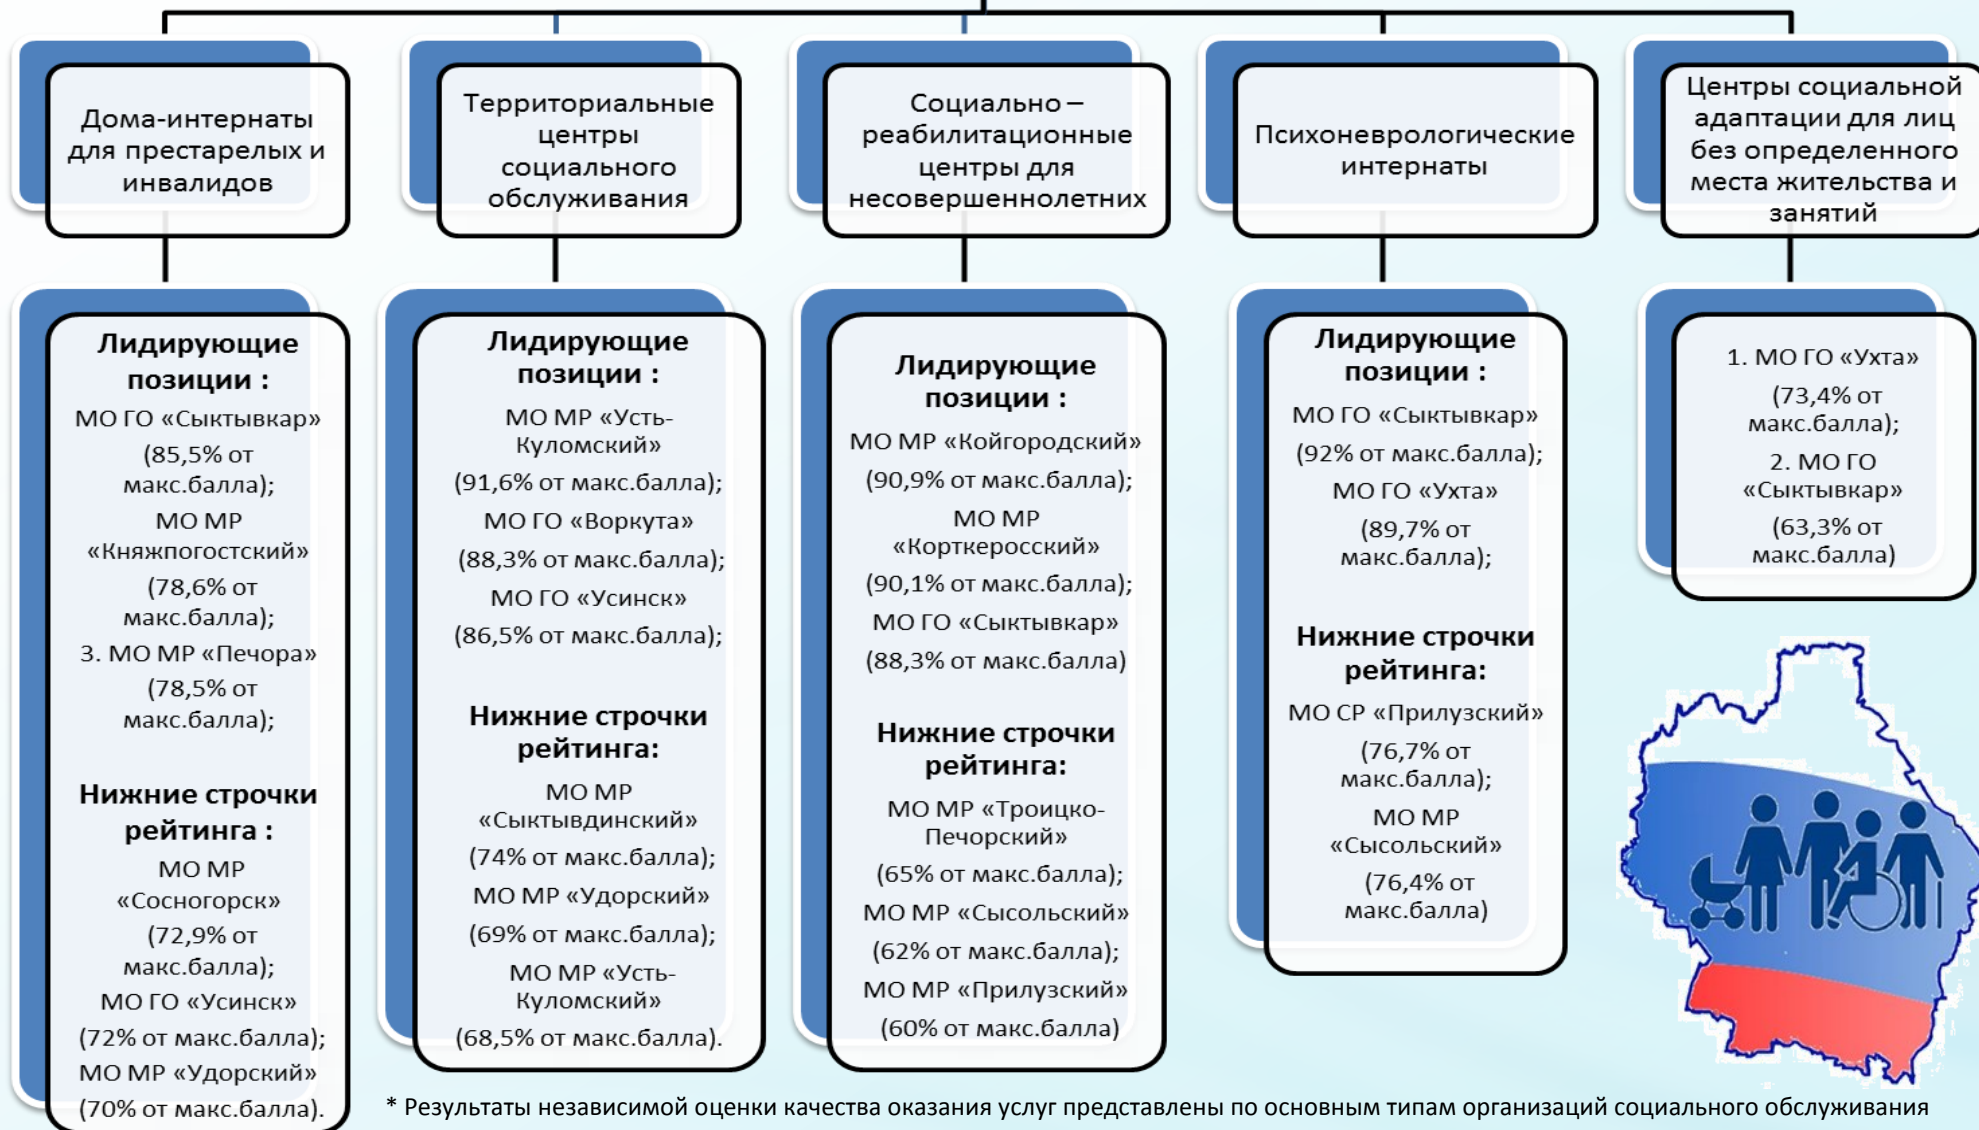 Дома-интернаты
для престарелых и
инвалидов
Территориальные
центры
социального
обслуживания
Социально –
реабилитационные
центры для
несовершеннолетних
Психоневрологические
интернаты
Центры социальной
адаптации для лиц
без определенного
места жительства и
занятий
Лидирующие
позиции :
МО ГО «Сыктывкар»
(85,5% от
макс.балла);
МО МР
«Княжпогостский»
(78,6% от
макс.балла);
3. МО МР «Печора»
(78,5% от
макс.балла);
Нижние строчки
рейтинга :
МО МР
«Сосногорск»
(72,9% от
макс.балла);
МО ГО «Усинск»
(72% от макс.балла);
МО МР «Удорский»
(70% от макс.балла).
Лидирующие
позиции :
МО МР «Усть-
Куломский»
(91,6% от макс.балла);
МО ГО «Воркута»
(88,3% от макс.балла);
МО ГО «Усинск»
(86,5% от макс.балла);
Нижние строчки
рейтинга:
МО МР
«Сыктывдинский»
(74% от макс.балла);
МО МР «Удорский»
(69% от макс.балла);
МО МР «Усть-
Куломский»
(68,5% от макс.балла).
Лидирующие
позиции :
МО МР «Койгородский»
(90,9% от макс.балла);
МО МР
«Корткеросский»
(90,1% от макс.балла);
МО ГО «Сыктывкар»
(88,3% от макс.балла)
Нижние строчки
рейтинга:
МО МР «Троицко-
Печорский»
(65% от макс.балла);
МО МР «Сысольский»
(62% от макс.балла);
МО МР «Прилузский»
(60% от макс.балла)
Лидирующие
позиции :
МО ГО «Сыктывкар»
(92% от макс.балла);
МО ГО «Ухта»
(89,7% от
макс.балла);
Нижние строчки
рейтинга:
МО СР «Прилузский»
(76,7% от
макс.балла);
МО МР
«Сысольский»
(76,4% от
макс.балла)
1. МО ГО «Ухта»
(73,4% от
макс.балла);
2. МО ГО
«Сыктывкар»
(63,3% от
макс.балла)
* Результаты независимой оценки качества оказания услуг представлены по основным типам организаций социального обслуживания